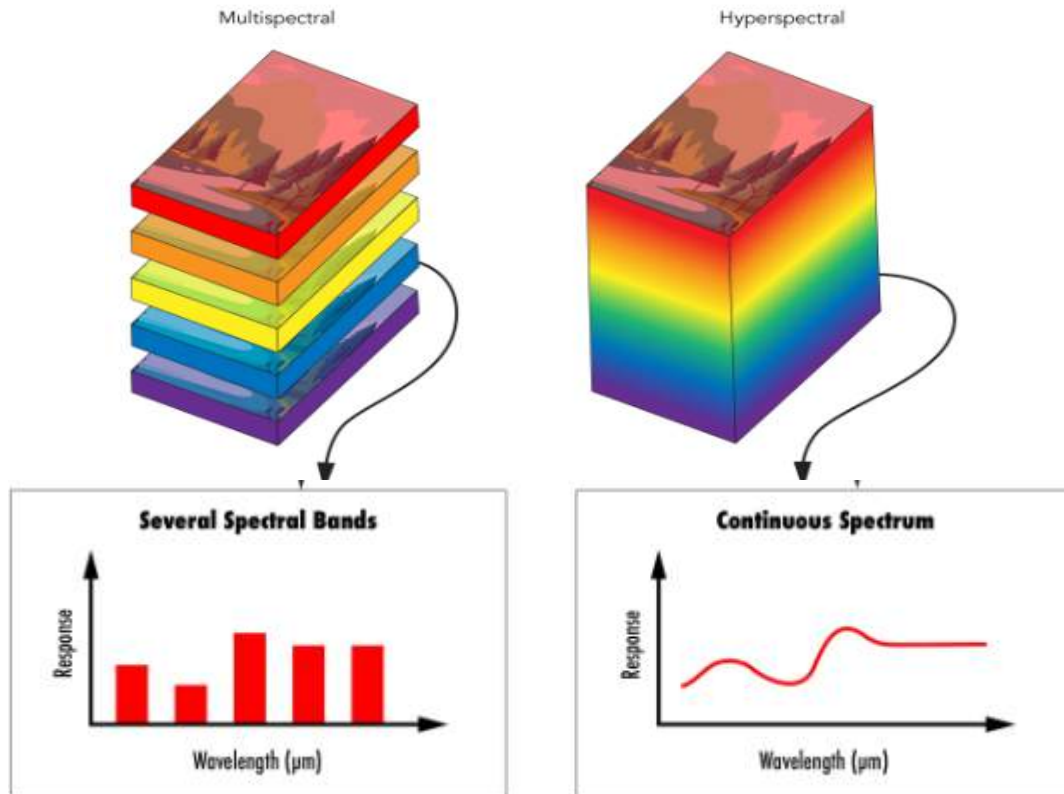 Multispectral
Hyperspectral
Several Spectral Bands
Response
Wavelength (μm)
Continuous Spectrum
Response
Wavelength (μm)